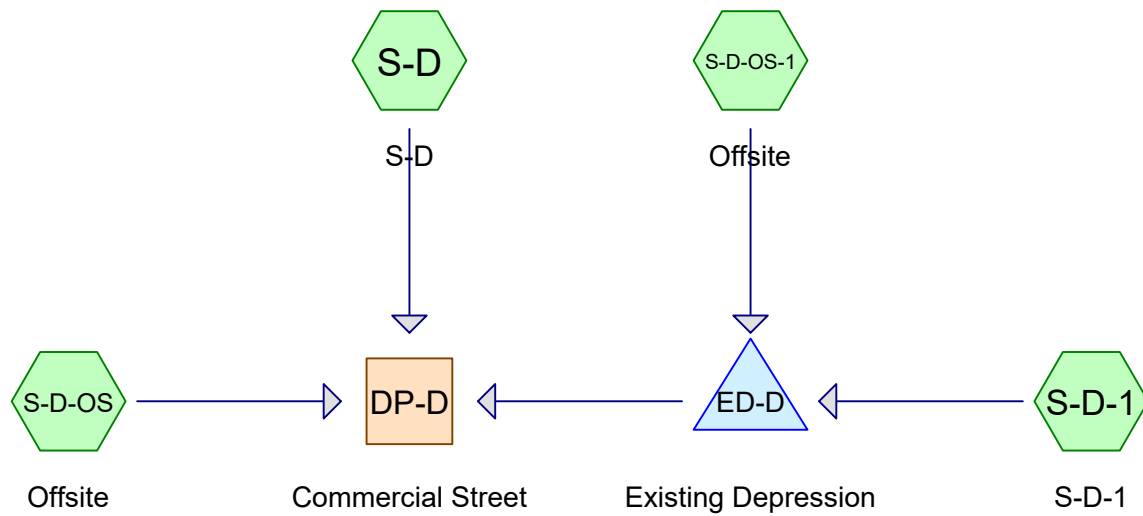 S-D
S-D-OS-1
S-D
Offsite
S-D-OS
DP-D
ED-D
S-D-1
Offsite
Commercial Street
Existing Depression
S-D-1